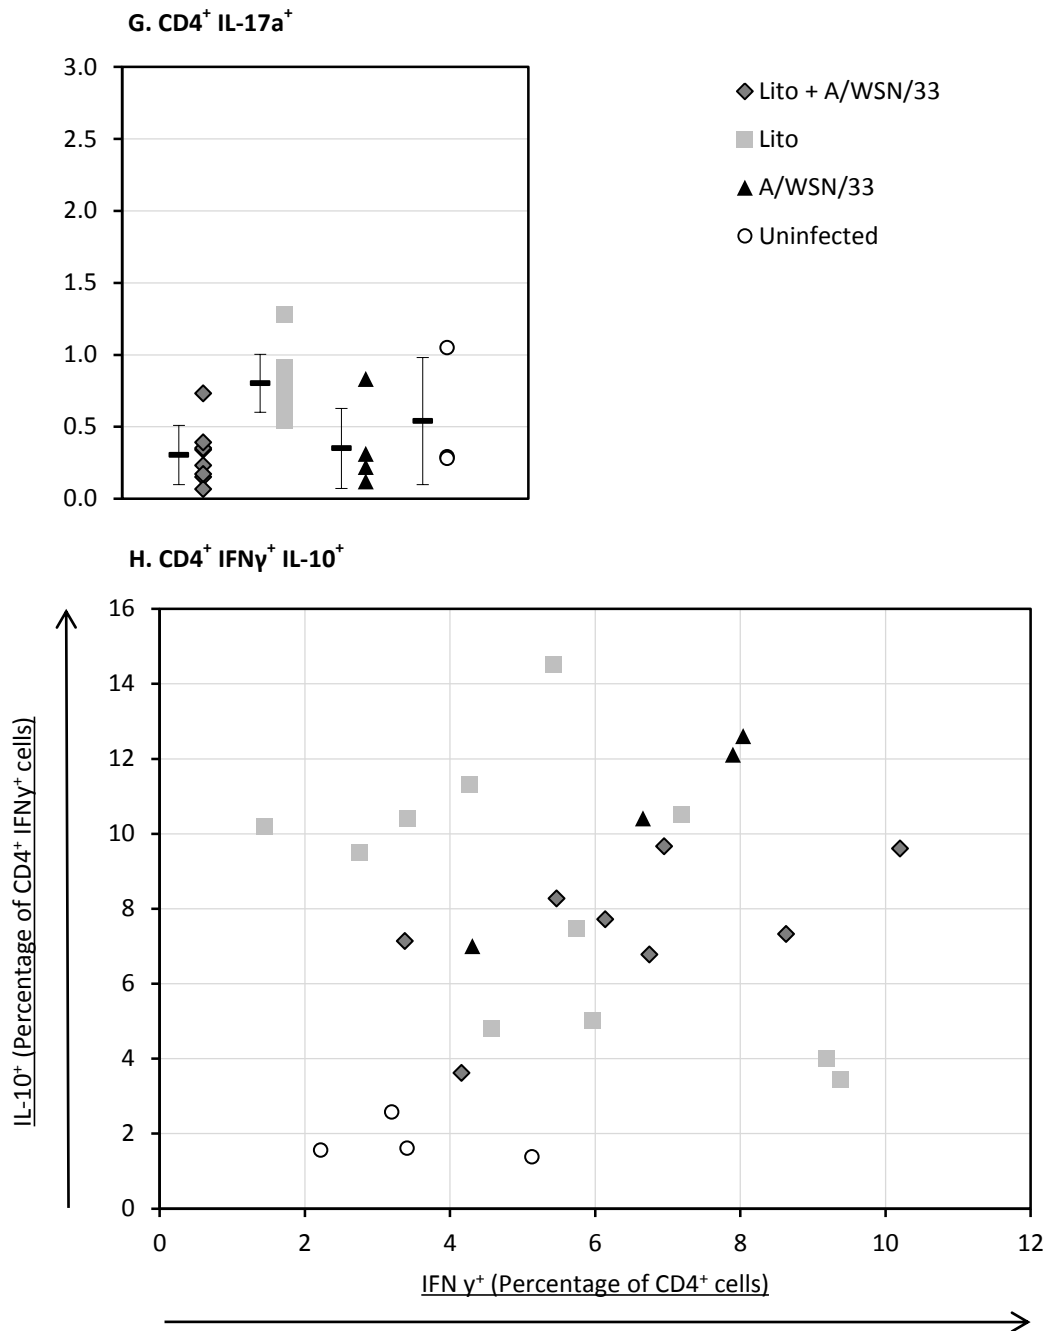 G. CD4⁺ IL-17a⁺
3.0
2.5
2.0
1.5
1.0
0.5
0.0
Lito + A/WSN/33
Lito
A/WSN/33
Uninfected
H. CD4⁺ IFNγ⁺ IL-10⁺
IL-10⁺ (Percentage of CD4⁺ IFNγ⁺ cells)
16
14
12
10
8
6
4
2
0
0 2 4 6 8 10 12
IFN γ⁺ (Percentage of CD4⁺ cells)